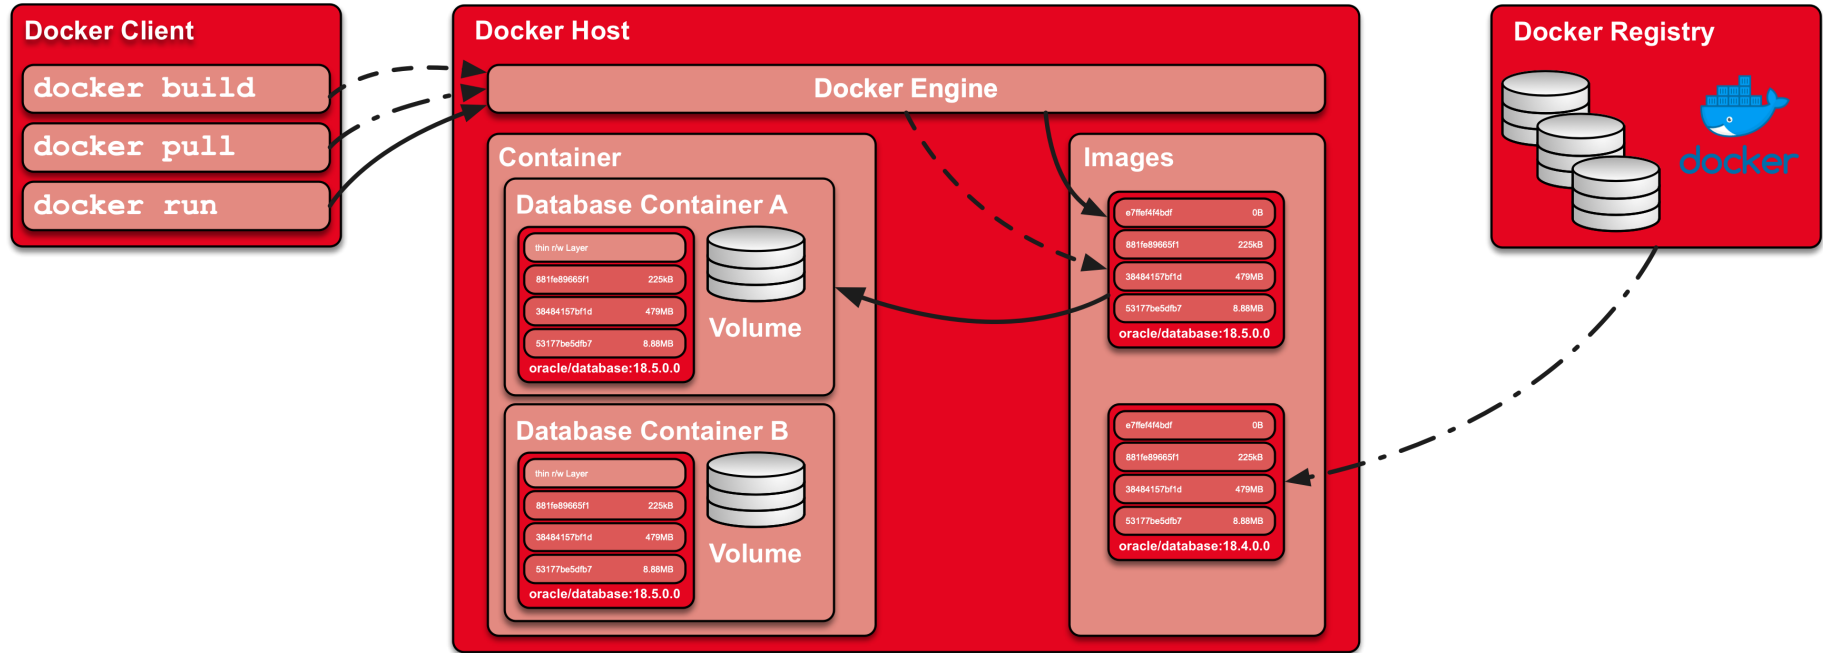 Docker Client
docker build
docker pull
docker run
Docker Host
Docker Engine
Container
Database Container A
thin r/w Layer
881fe89665f1 225kB
38484157bf1d 479MB
53177be5dfb7 8.88MB
oracle/database:18.5.0.0
Volume
Database Container B
thin r/w Layer
881fe89665f1 225kB
38484157bf1d 479MB
53177be5dfb7 8.88MB
oracle/database:18.5.0.0
Volume
Images
e7ffef4f4bdf 0B
881fe89665f1 225kB
38484157bf1d 479MB
53177be5dfb7 8.88MB
oracle/database:18.5.0.0
e7ffef4f4bdf 0B
881fe89665f1 225kB
38484157bf1d 479MB
53177be5dfb7 8.88MB
oracle/database:18.4.0.0
Docker Registry
docker